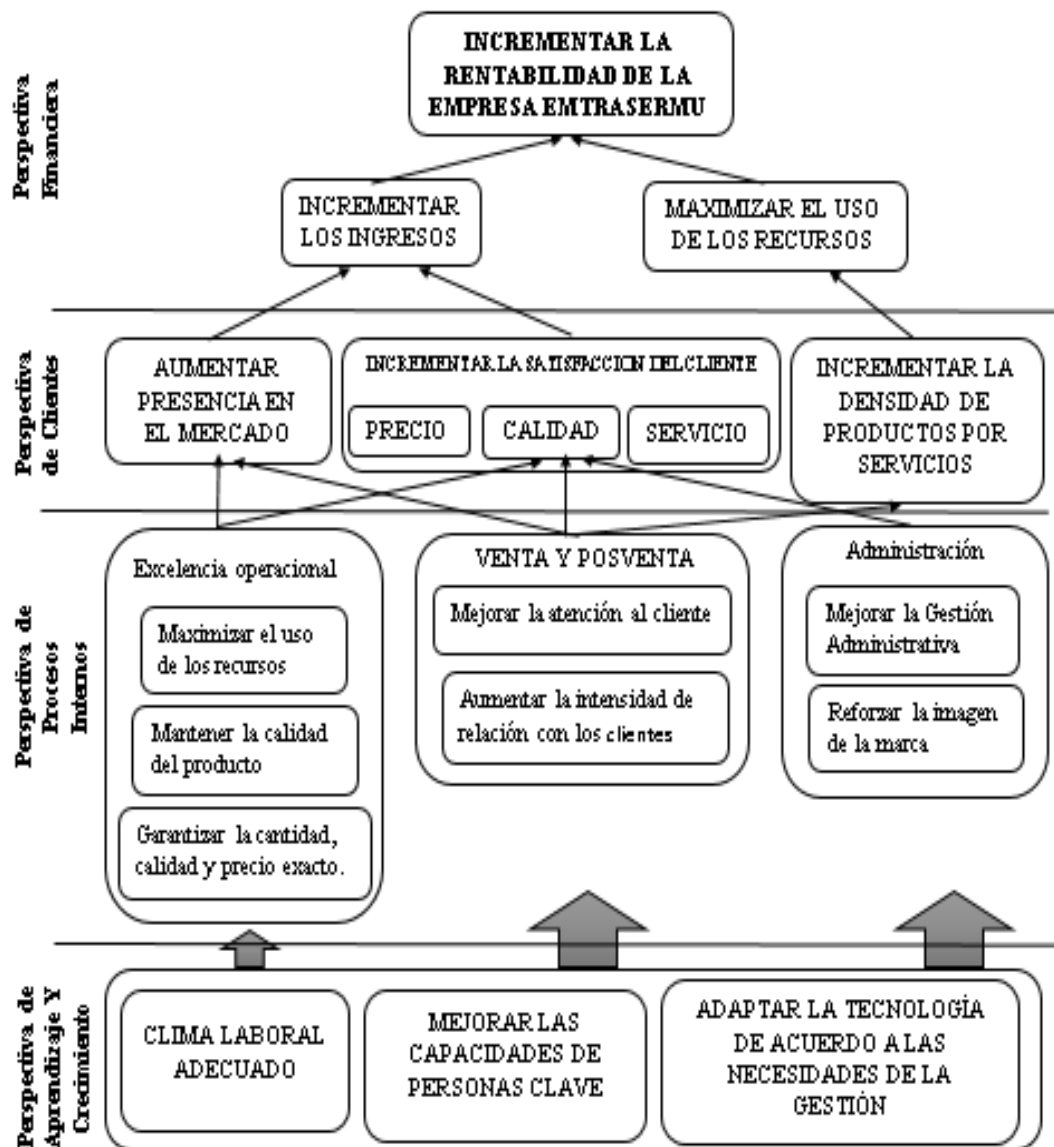 Perspectiva
Financiera
INCREMENTAR LA
RENTABILIDAD DE LA
EMPRESA EMTRASERMU
INCREMENTAR
LOS INGRESOS
MAXIMIZAR EL USO
DE LOS RECURSOS
Perspectiva
de Clientes
AUMENTAR
PRESENCIA EN
EL MERCADO
INCREMENTAR LA SATISFACCION DEL CLIENTE
PRECIO
CALIDAD
SERVICIO
INCREMENTAR LA
DENSIDAD DE
PRODUCTOS POR
SERVICIOS
Perspectiva de
Procesos
Internos
Excelencia operacional
Maximizar el uso
de los recursos
Mantener la calidad
del producto
Garantizar la cantidad,
calidad y precio exacto.
VENTA Y POSVENTA
Mejorar la atención al cliente
Aumentar la intensidad de
relación con los clientes
Administración
Mejorar la Gestión
Administrativa
Reforzar la imagen
de la marca
Perspectiva de
Aprendizaje Y
Crecimiento
CLIMA LABORAL
ADECUADO
MEJORAR LAS
CAPACIDADES DE
PERSONAS CLAVE
ADAPTAR LA TECNOLOGÍA
DE ACUERDO A LAS
NECESIDADES DE LA
GESTIÓN